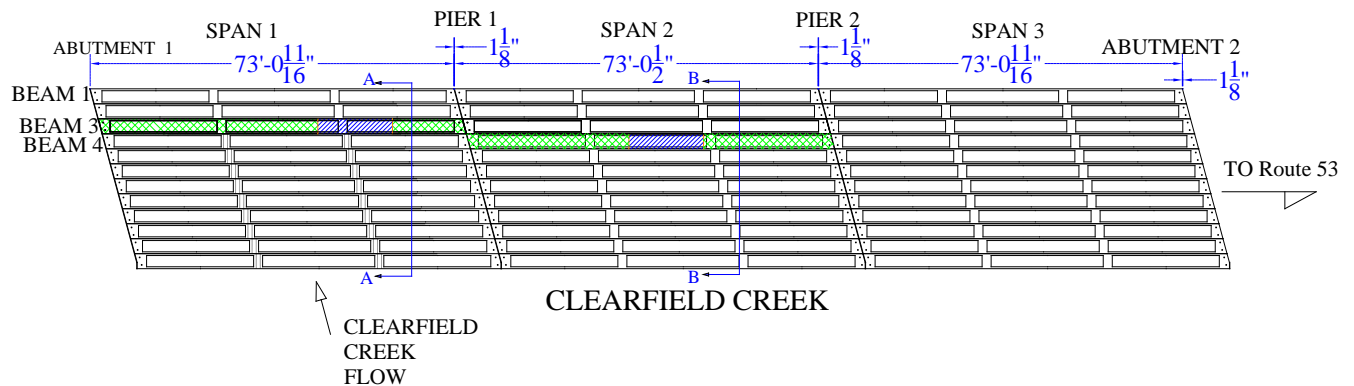 SPAN 1
PIER 1
SPAN 2
PIER 2
SPAN 3
ABUTMENT 1
ABUTMENT 2
73'-0 11/16"
1 1/8"
73'-0 1/2"
1 1/8"
73'-0 11/16"
1 1/8"
A
B
BEAM 1
BEAM 3
BEAM 4
TO Route 53
A
B
CLEARFIELD CREEK
CLEARFIELD
CREEK
FLOW